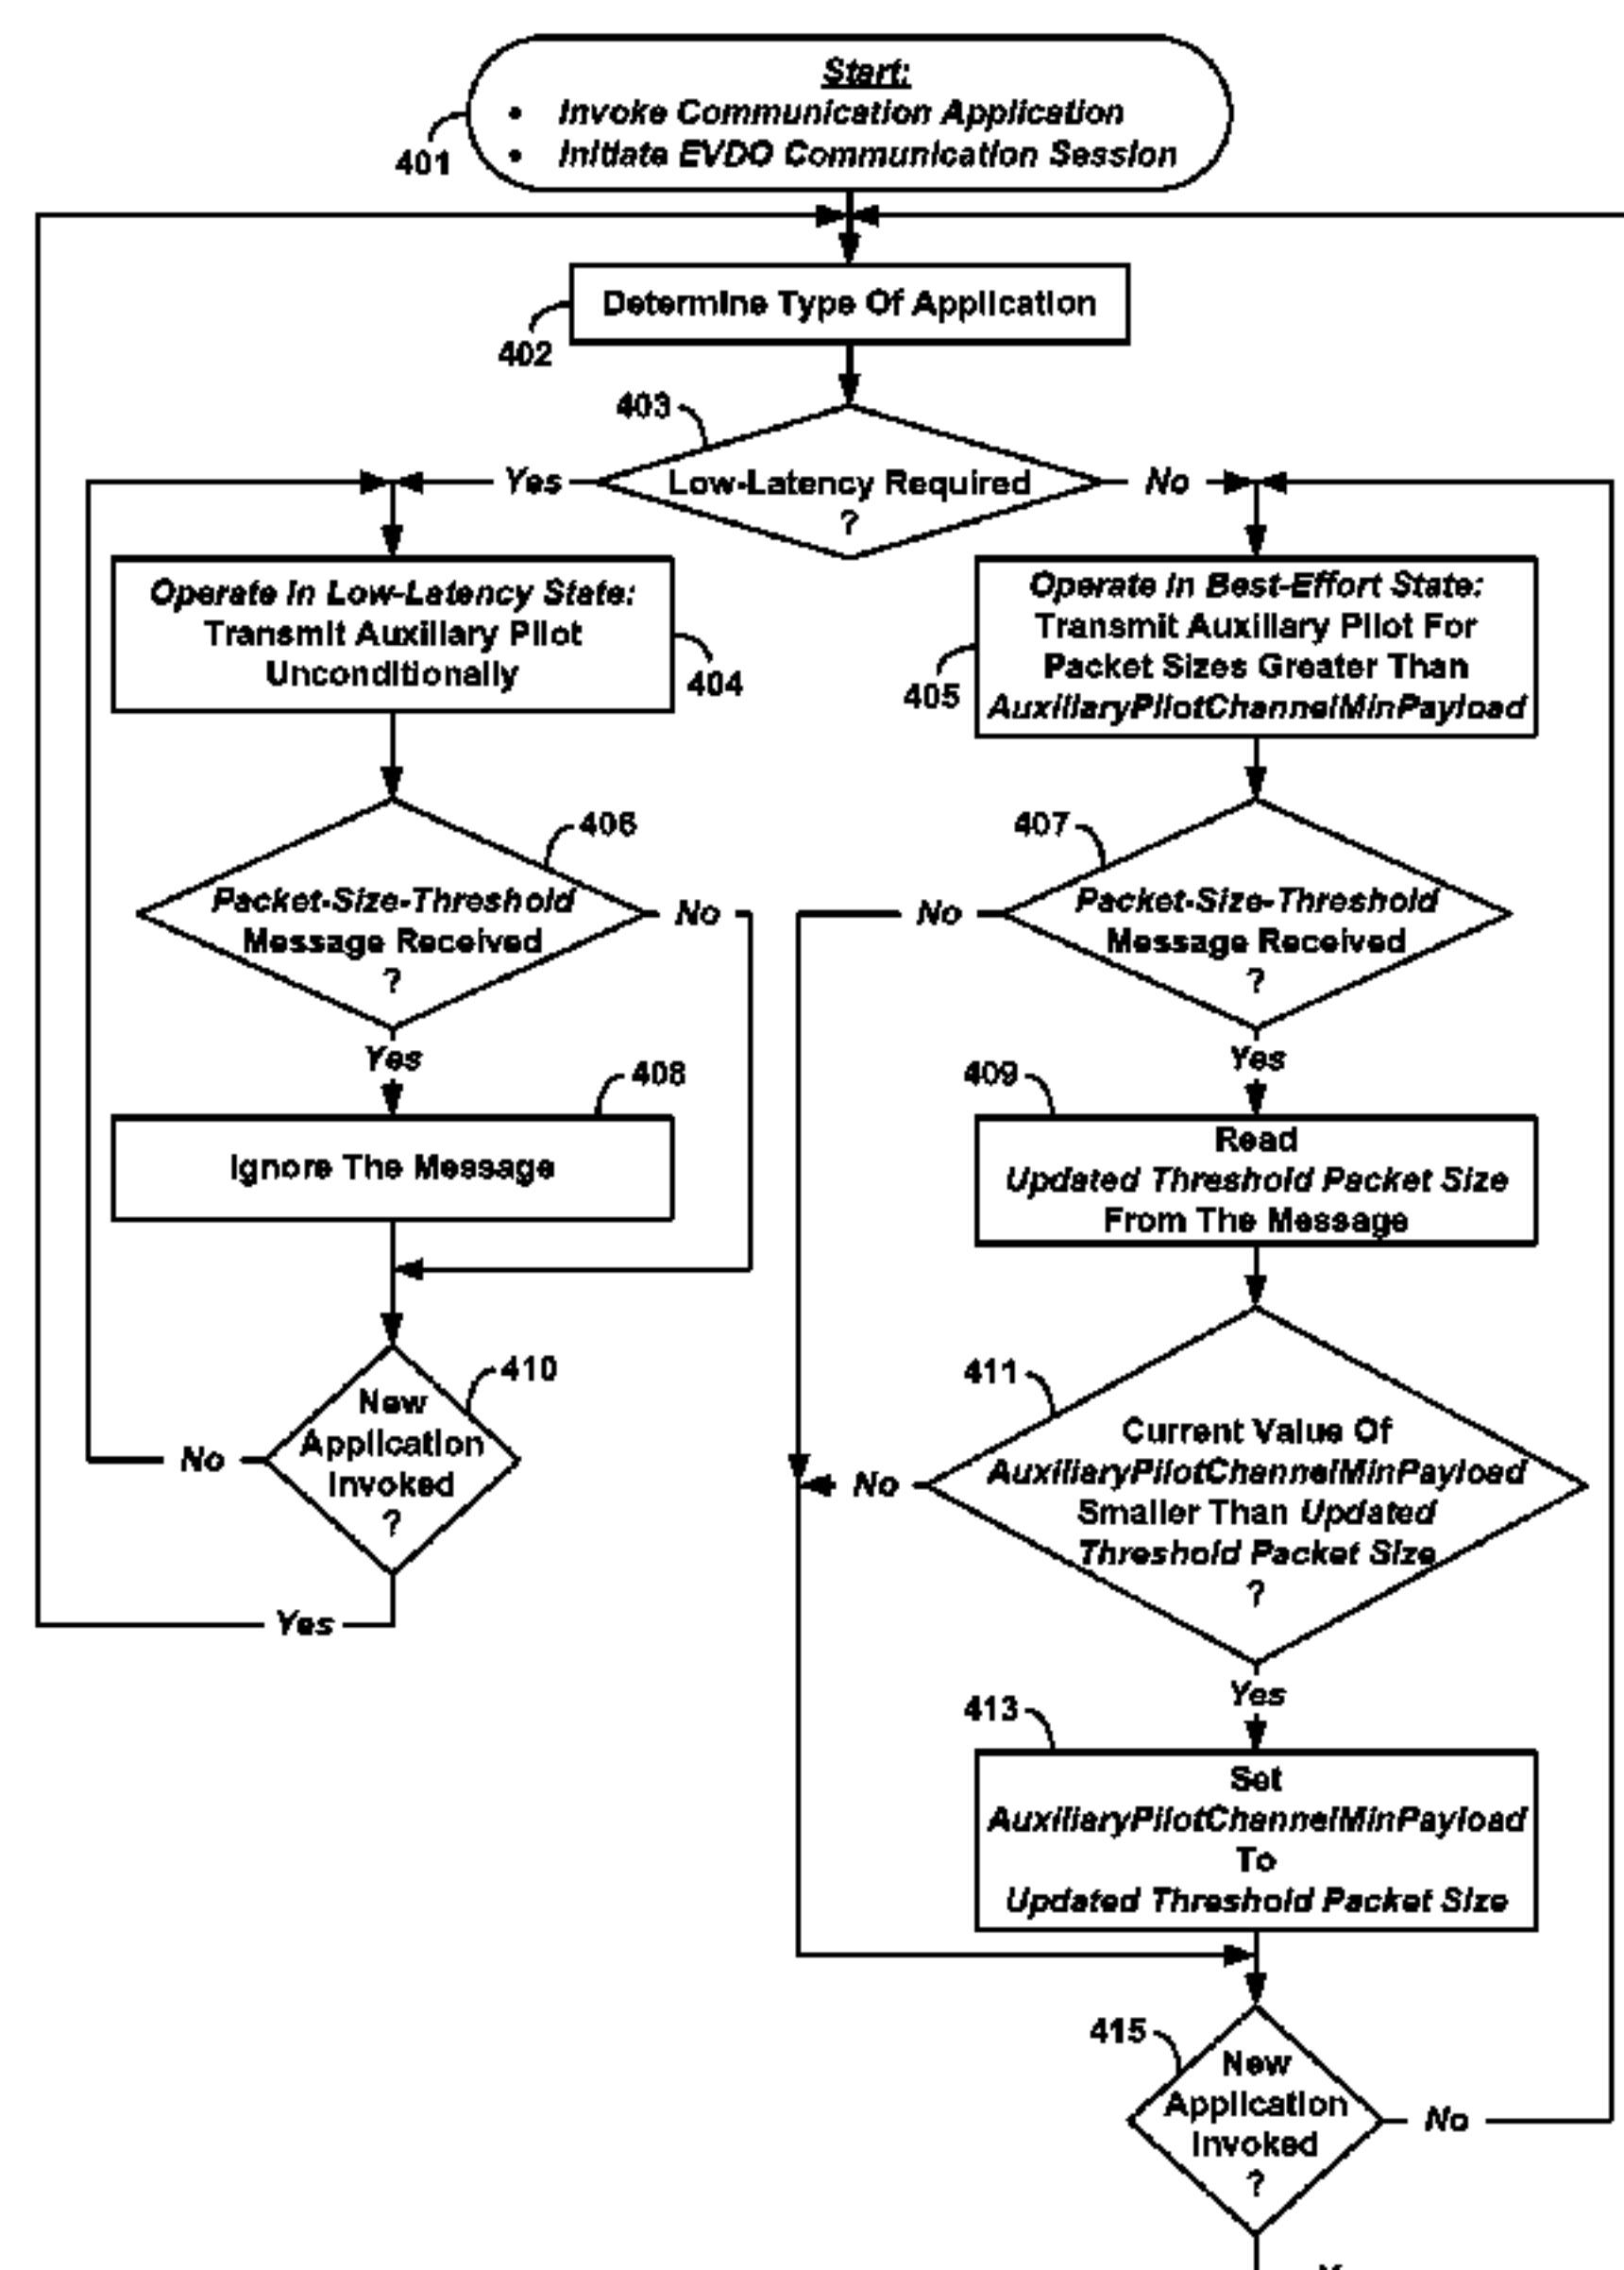 Start:
• Invoke Communication Application
• Initiate EVDO Communication Session
401
Determine Type Of Application
402
403
Low-Latency Required
?
Yes
No
Operate In Low-Latency State:
Transmit Auxiliary Pilot
Unconditionally
404
Operate In Best-Effort State:
Transmit Auxiliary Pilot For
Packet Sizes Greater Than
AuxiliaryPilotChannelMinPayload
405
406
Packet-Size-Threshold
Message Received
?
No
Yes
407
Packet-Size-Threshold
Message Received
?
No
Yes
408
Ignore The Message
409
Read
Updated Threshold Packet Size
From The Message
410
New
Application
Invoked
?
No
Yes
411
Current Value Of
AuxiliaryPilotChannelMinPayload
Smaller Than Updated
Threshold Packet Size
?
No
Yes
413
Set
AuxiliaryPilotChannelMinPayload
To
Updated Threshold Packet Size
415
New
Application
Invoked
?
No